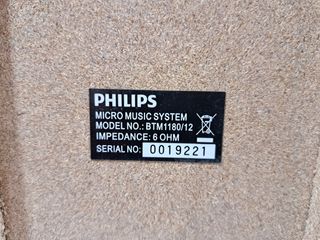 PHILIPS
MICRO MUSIC SYSTEM
MODEL NO.: BTM1180/12
IMPEDANCE: 6 OHM
SERIAL NO: 0019221